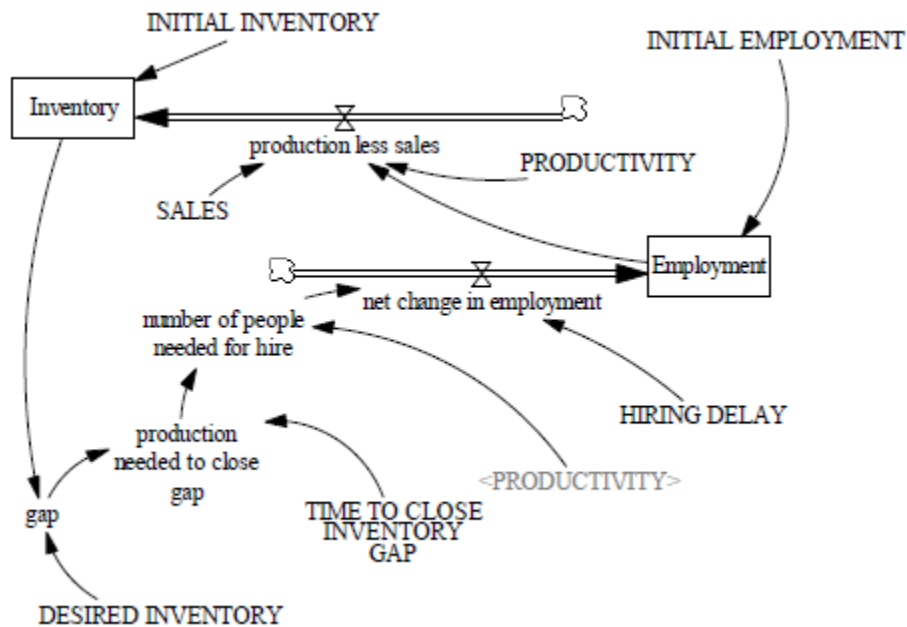 INITIAL INVENTORY
INITIAL EMPLOYMENT
Inventory
production less sales
PRODUCTIVITY
SALES
Employment
net change in employment
number of people
needed for hire
HIRING DELAY
production
needed to close
gap
<PRODUCTIVITY>
gap
TIME TO CLOSE
INVENTORY
GAP
DESIRED INVENTORY